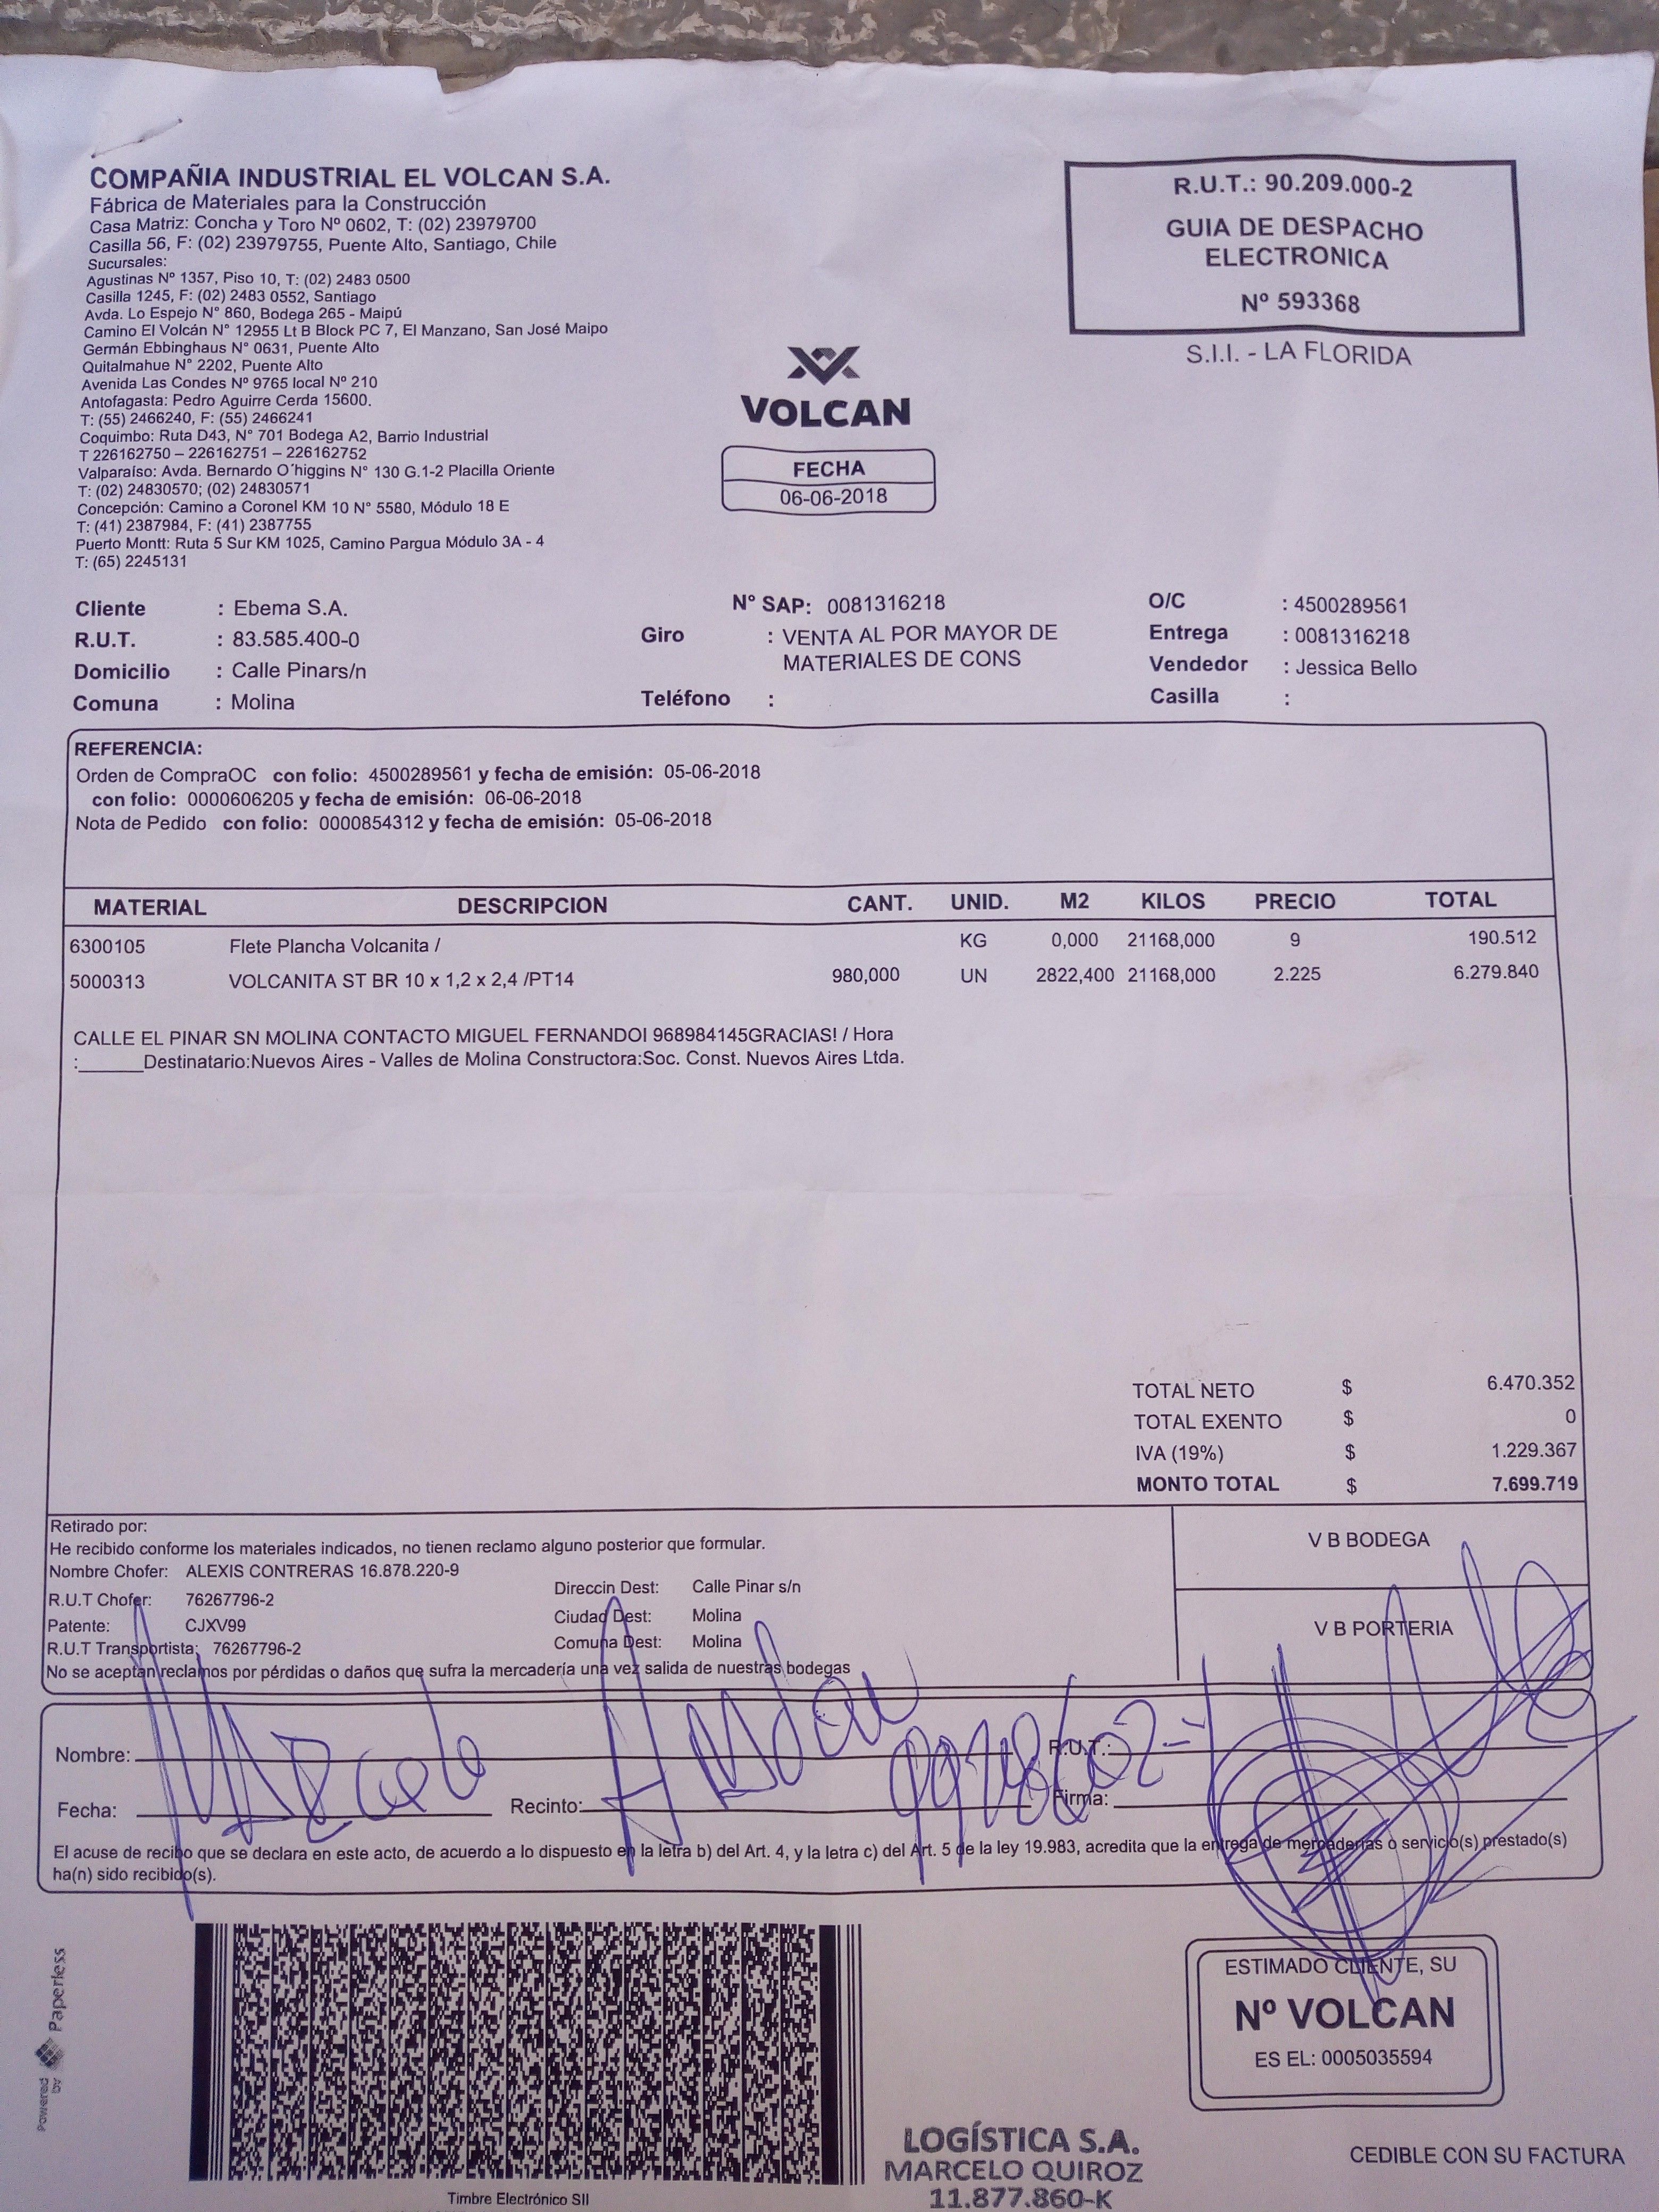 COMPAÑIA INDUSTRIAL EL VOLCAN S.A.
Fábrica de Materiales para la Construcción
Casa Matriz: Concha y Toro Nº 0602, T: (02) 23979700
Casilla 56, F: (02) 23979755, Puente Alto, Santiago, Chile
Sucursales:
Agustinas Nº 1357, Piso 10, T: (02) 2483 0500
Casilla 1245, F: (02) 2483 0552, Santiago
Avda. Lo Espejo N° 860, Bodega 265 - Maipú
Camino El Volcán N° 12955 Lt B Block PC 7, El Manzano, San José Maipo
Germán Ebbinghaus N° 0631, Puente Alto
Quitalmahue N° 2202, Puente Alto
Avenida Las Condes Nº 9765 local Nº 210
Antofagasta: Pedro Aguirre Cerda 15600.
T: (55) 2466240, F: (55) 2466241
Coquimbo: Ruta D43, N° 701 Bodega A2, Barrio Industrial
T 226162750 – 226162751 – 226162752
Valparaíso: Avda. Bernardo O´higgins N° 130 G.1-2 Placilla Oriente
T: (02) 24830570; (02) 24830571
Concepción: Camino a Coronel KM 10 N° 5580, Módulo 18 E
T: (41) 2387984, F: (41) 2387755
Puerto Montt: Ruta 5 Sur KM 1025, Camino Pargua Módulo 3A - 4
T: (65) 2245131
VOLCAN
FECHA
06-06-2018
R.U.T.: 90.209.000-2
GUIA DE DESPACHO
ELECTRONICA
Nº 593368
S.I.I. - LA FLORIDA
Cliente : Ebema S.A.
R.U.T. : 83.585.400-0
Domicilio : Calle Pinars/n
Comuna : Molina
N° SAP: 0081316218
Giro : VENTA AL POR MAYOR DE
MATERIALES DE CONS
Teléfono :
O/C : 4500289561
Entrega : 0081316218
Vendedor : Jessica Bello
Casilla :
REFERENCIA:
Orden de CompraOC con folio: 4500289561 y fecha de emisión: 05-06-2018
con folio: 0000606205 y fecha de emisión: 06-06-2018
Nota de Pedido con folio: 0000854312 y fecha de emisión: 05-06-2018
MATERIAL DESCRIPCION CANT. UNID. M2 KILOS PRECIO TOTAL
6300105 Flete Plancha Volcanita / KG 0,000 21168,000 9 190.512
5000313 VOLCANITA ST BR 10 x 1,2 x 2,4 /PT14 980,000 UN 2822,400 21168,000 2.225 6.279.840
CALLE EL PINAR SN MOLINA CONTACTO MIGUEL FERNANDOI 968984145GRACIAS! / Hora
:______Destinatario:Nuevos Aires - Valles de Molina Constructora:Soc. Const. Nuevos Aires Ltda.
TOTAL NETO $ 6.470.352
TOTAL EXENTO $ 0
IVA (19%) $ 1.229.367
MONTO TOTAL $ 7.699.719
Retirado por:
He recibido conforme los materiales indicados, no tienen reclamo alguno posterior que formular.
Nombre Chofer: ALEXIS CONTRERAS 16.878.220-9
R.U.T Chofer: 76267796-2
Patente: CJXV99
R.U.T Transportista: 76267796-2
Direccin Dest: Calle Pinar s/n
Ciudad Dest: Molina
Comuna Dest: Molina
No se aceptan reclamos por pérdidas o daños que sufra la mercadería una vez salida de nuestras bodegas
V B BODEGA
V B PORTERIA
Nombre:
R.U.T.:
Fecha:
Recinto:
Firma:
El acuse de recibo que se declara en este acto, de acuerdo a lo dispuesto en la letra b) del Art. 4, y la letra c) del Art. 5 de la ley 19.983, acredita que la entrega de mercaderías o servicio(s) prestado(s)
ha(n) sido recibido(s).
Powered by Paperless
Timbre Electrónico SII
ESTIMADO CLIENTE, SU
Nº VOLCAN
ES EL: 0005035594
LOGÍSTICA S.A.
MARCELO QUIROZ
11.877.860-K
CEDIBLE CON SU FACTURA